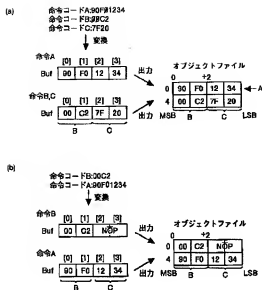 (a)
命令コードA:90F01234
命令コードB:00C2
命令コードC:7F20
変換
命令A
[0] [1] [2] [3]
Buf 90 F0 12 34
出力
命令B,C
[0] [1] [2] [3]
Buf 00 C2 7F 20
出力
B C
オブジェクトファイル
0 +2
0 90 F0 12 34 A
4 00 C2 7F 20
MSB B C LSB
(b)
命令コードB:00C2
命令コードA:90F01234
変換
命令B
[0] [1] [2] [3]
Buf 00 C2 NOP
出力
命令A
[0] [1] [2] [3]
Buf 90 F0 12 34
出力
B C
オブジェクトファイル
0 +2
0 00 C2 NOP
4 90 F0 12 34
MSB B C LSB